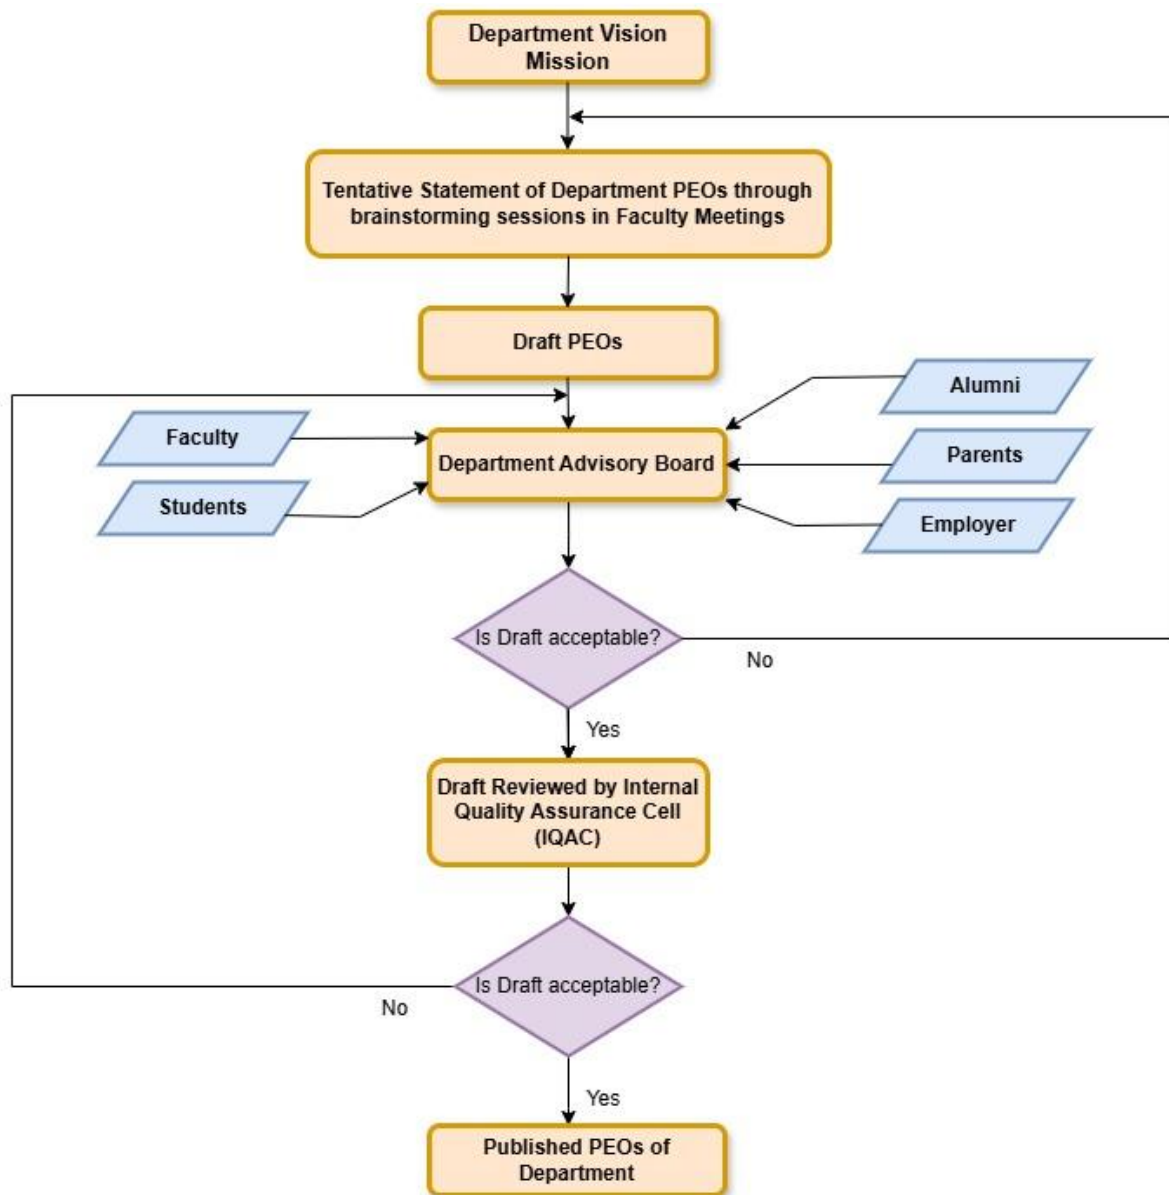 Department Vision
Mission
Tentative Statement of Department PEOs through
brainstorming sessions in Faculty Meetings
Draft PEOs
Alumni
Faculty
Department Advisory Board
Parents
Students
Employer
Is Draft acceptable?
No
Yes
Draft Reviewed by Internal
Quality Assurance Cell
(IQAC)
Is Draft acceptable?
No
Yes
Published PEOs of
Department